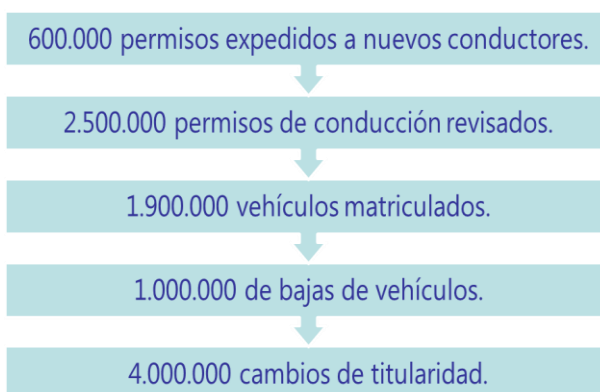 600.000 permisos expedidos a nuevos conductores.
2.500.000 permisos de conducción revisados.
1.900.000 vehículos matriculados.
1.000.000 de bajas de vehículos.
4.000.000 cambios de titularidad.